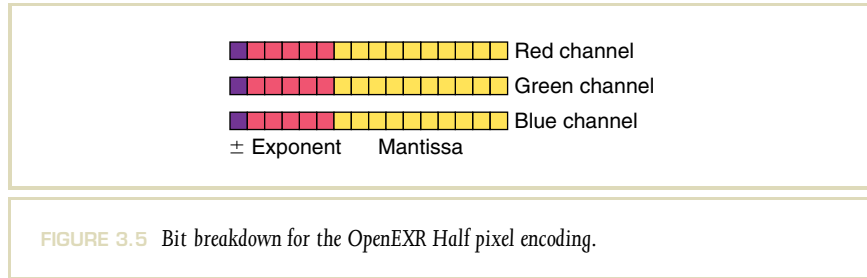 Red channel
Green channel
Blue channel
± Exponent Mantissa
FIGURE 3.5 Bit breakdown for the OpenEXR Half pixel encoding.